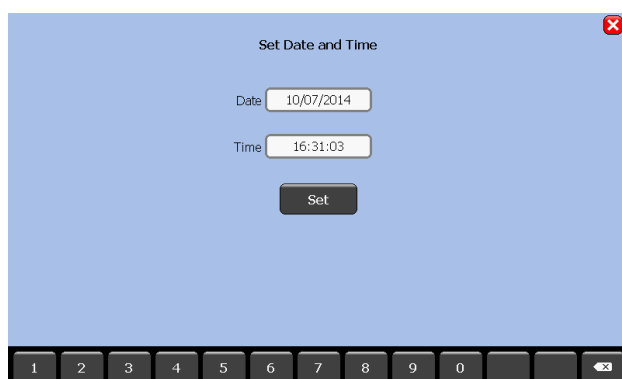 Set Date and Time
Date 10/07/2014
Time 16:31:03
Set
1 2 3 4 5 6 7 8 9 0